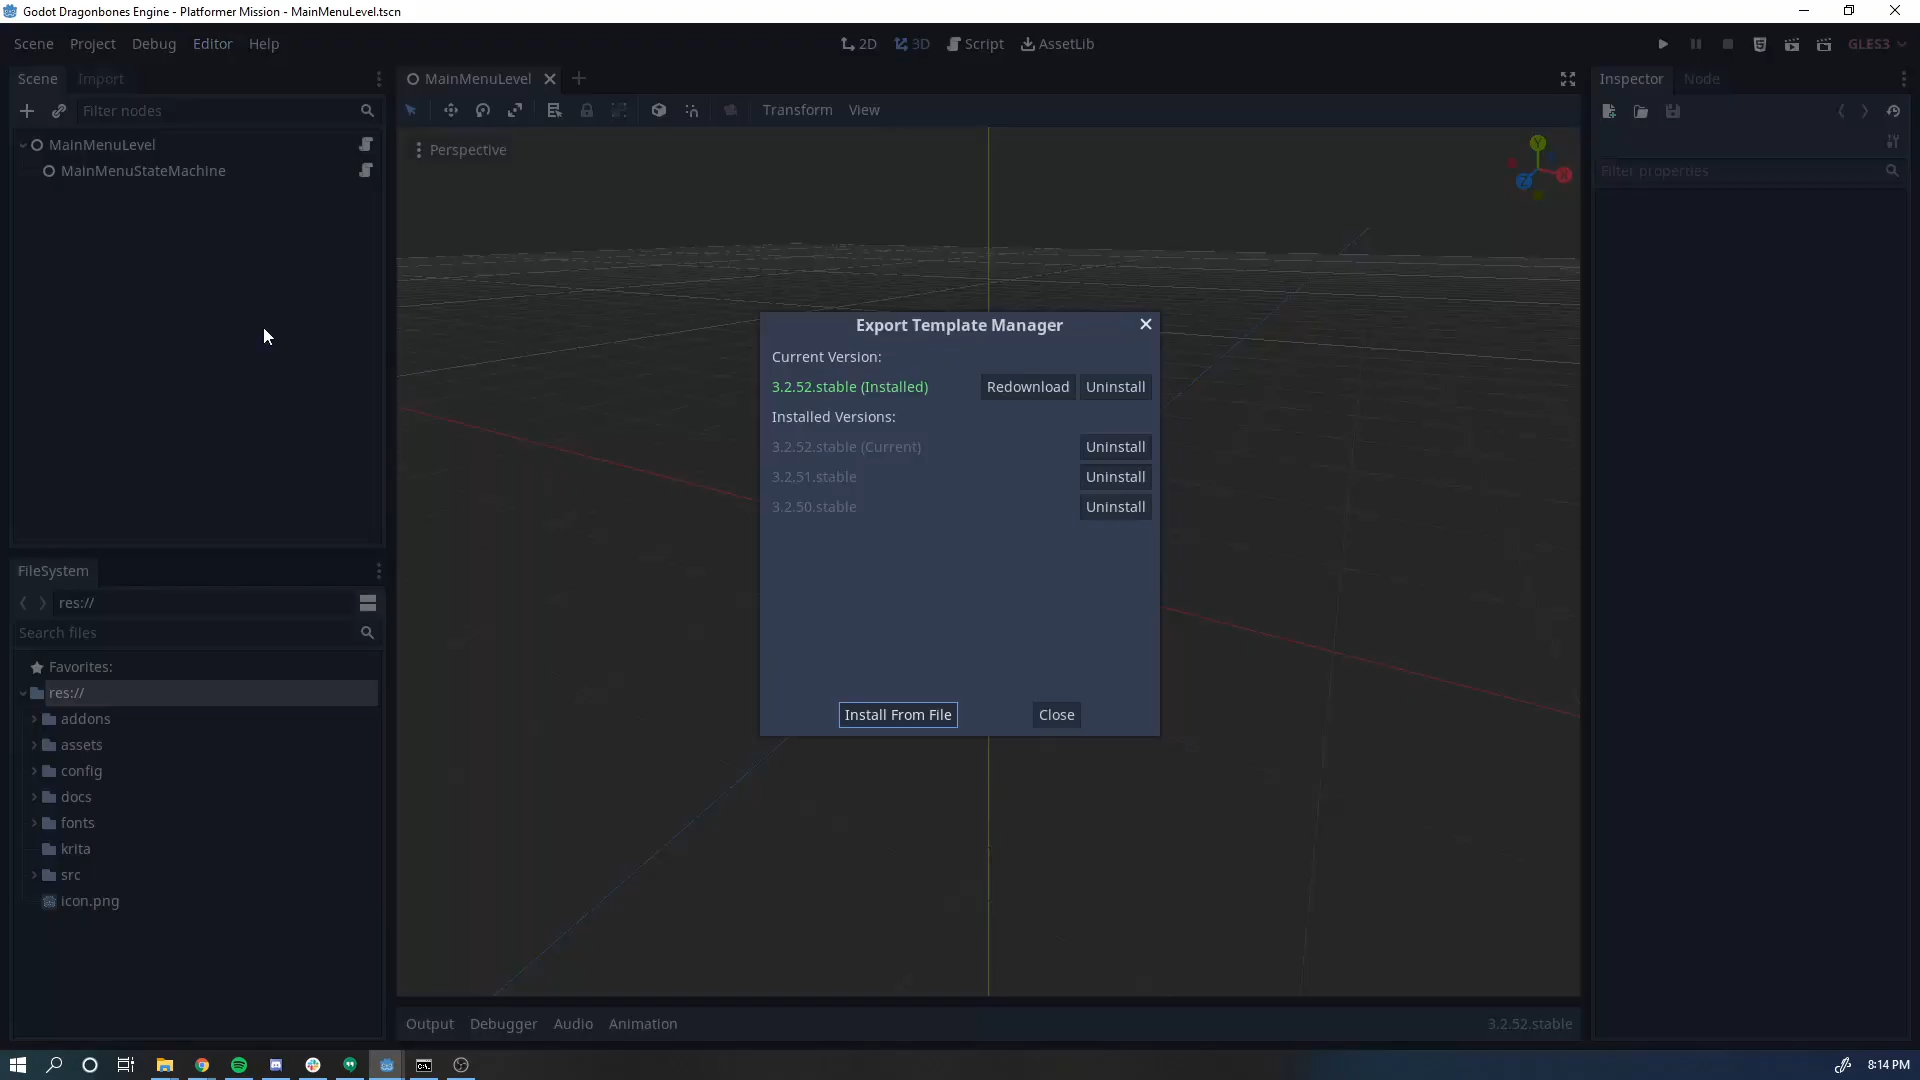 Godot Dragonbones Engine - Platformer Mission - MainMenuLevel.tscn
Scene Project Debug Editor Help
2D 3D Script AssetLib
GLES3
Scene Import
MainMenuLevel
Inspector Node
Filter nodes
Transform View
MainMenuLevel
MainMenuStateMachine
Perspective
Y
X
Z
Filter properties
Export Template Manager
Current Version:
3.2.52.stable (Installed) Redownload Uninstall
Installed Versions:
3.2.52.stable (Current) Uninstall
3.2.51.stable Uninstall
3.2.50.stable Uninstall
Install From File Close
FileSystem
res://
Search files
Favorites:
res://
addons
assets
config
docs
fonts
krita
src
icon.png
Output Debugger Audio Animation
3.2.52.stable
8:14 PM